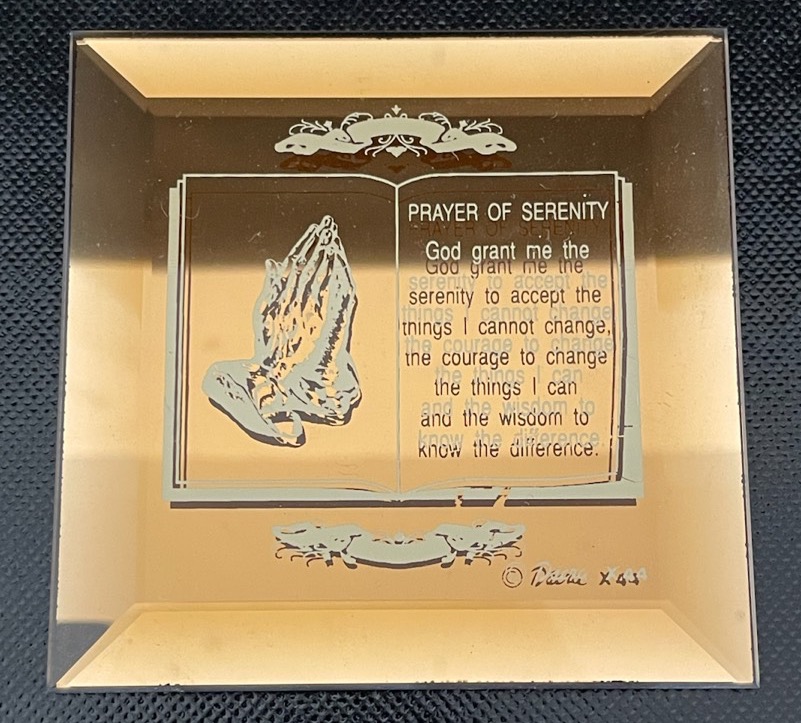 PRAYER OF SERENITY
God grant me the
serenity to accept the
things I cannot change,
the courage to change
the things I can
and the wisdom to
know the difference.
©